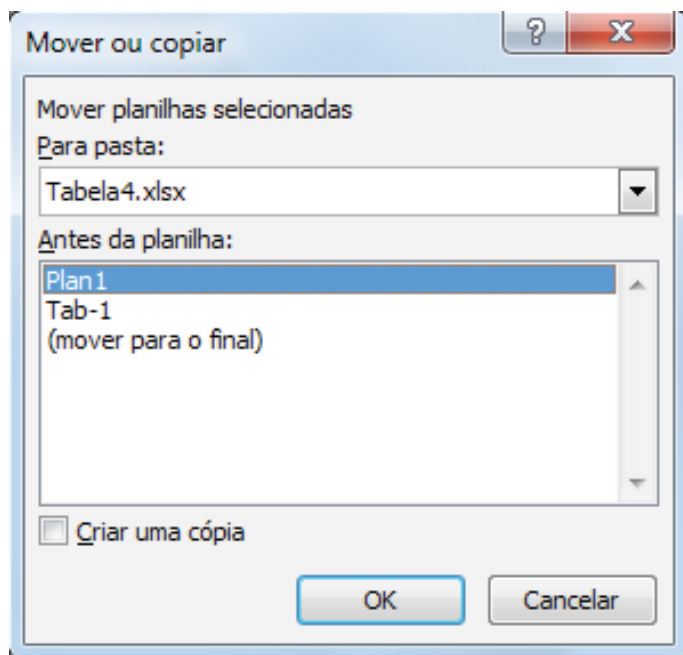 Mover ou copiar
Mover planilhas selecionadas
Para pasta:
Tabela4.xlsx
Antes da planilha:
Plan1
Tab-1
(mover para o final)
Criar uma cópia
OK Cancelar